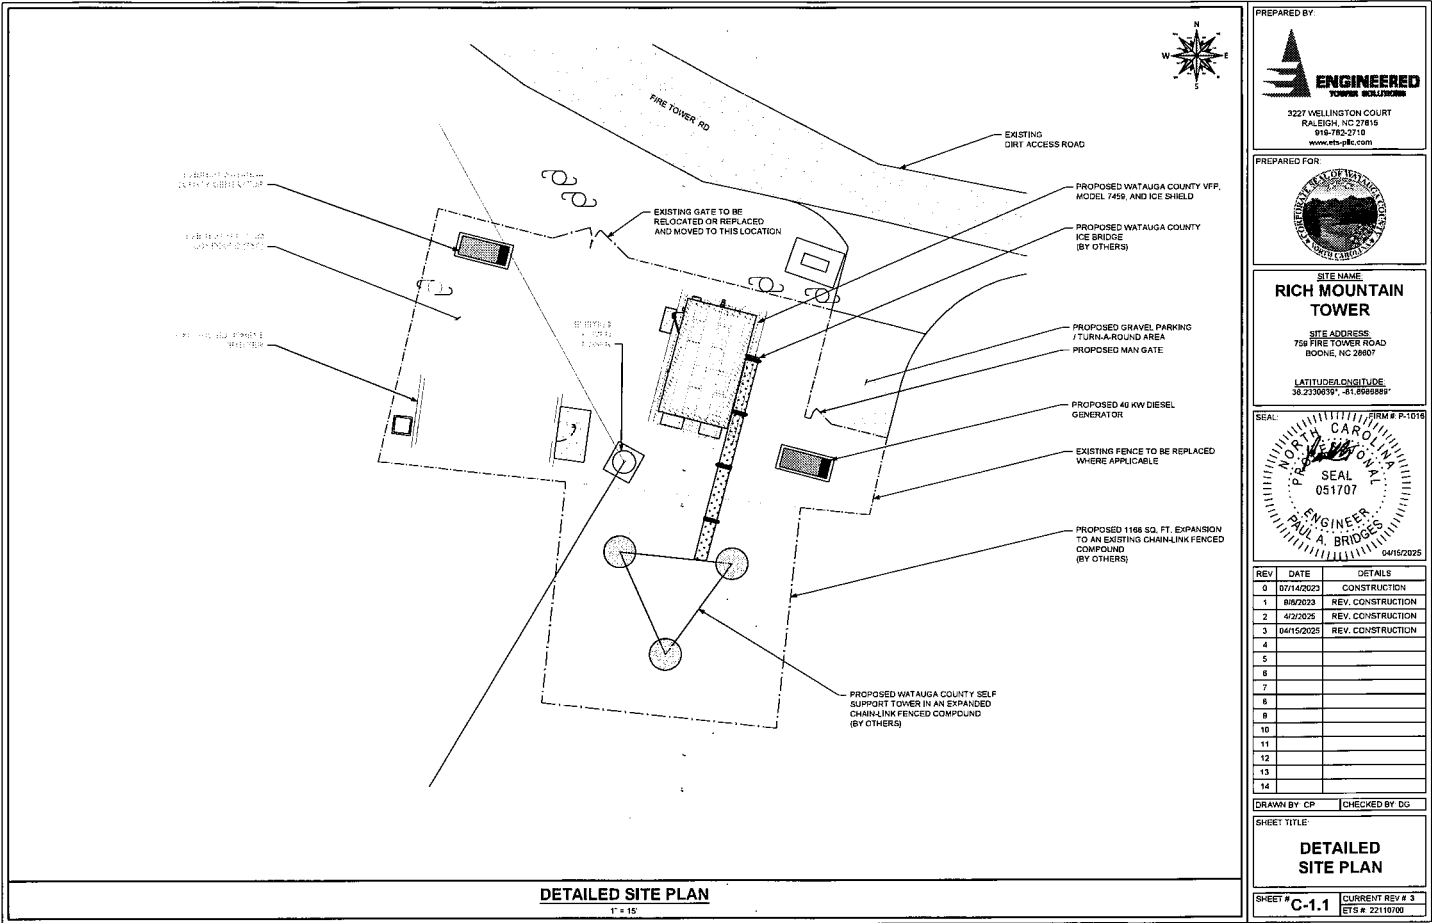 N
W
E
S
FIRE TOWER RD
EXISTING
DIRT ACCESS ROAD
PROPOSED WATAUGA COUNTY VFP,
MODEL 7459, AND ICE SHIELD
EXISTING GATE TO BE
RELOCATED OR REPLACED
AND MOVED TO THIS LOCATION
PROPOSED WATAUGA COUNTY
ICE BRIDGE
(BY OTHERS)
PROPOSED GRAVEL PARKING
/ TURN-A-ROUND AREA
PROPOSED MAN GATE
PROPOSED 40 KW DIESEL
GENERATOR
EXISTING FENCE TO BE REPLACED
WHERE APPLICABLE
PROPOSED 1166 SQ. FT. EXPANSION
TO AN EXISTING CHAIN-LINK FENCED
COMPOUND
(BY OTHERS)
PROPOSED WATAUGA COUNTY SELF
SUPPORT TOWER IN AN EXPANDED
CHAIN-LINK FENCED COMPOUND
(BY OTHERS)
DETAILED SITE PLAN
1" = 15'
PREPARED BY:
ENGINEERED
TOWER SOLUTIONS
3227 WELLINGTON COURT
RALEIGH, NC 27615
919-782-2710
www.ets-pllc.com
PREPARED FOR:
CORPORATE SEAL OF WATAUGA COUNTY
NORTH CAROLINA
SITE NAME:
RICH MOUNTAIN
TOWER
SITE ADDRESS:
759 FIRE TOWER ROAD
BOONE, NC 28607
LATITUDE/LONGITUDE:
SEAL:
FIRM #: P-1016
NORTH CAROLINA
PROFESSIONAL
SEAL
051707
ENGINEER
PAUL A. BRIDGES
04/15/2025
REV DATE DETAILS
0 07/14/2023 CONSTRUCTION
1 REV. CONSTRUCTION
2 4/2/2025 REV. CONSTRUCTION
3 04/15/2025 REV. CONSTRUCTION
4
5
6
7
8
9
10
11
12
13
14
DRAWN BY: CP CHECKED BY: DG
SHEET TITLE:
DETAILED
SITE PLAN
SHEET # C-1.1
CURRENT REV # 3
ETS #: 22110700